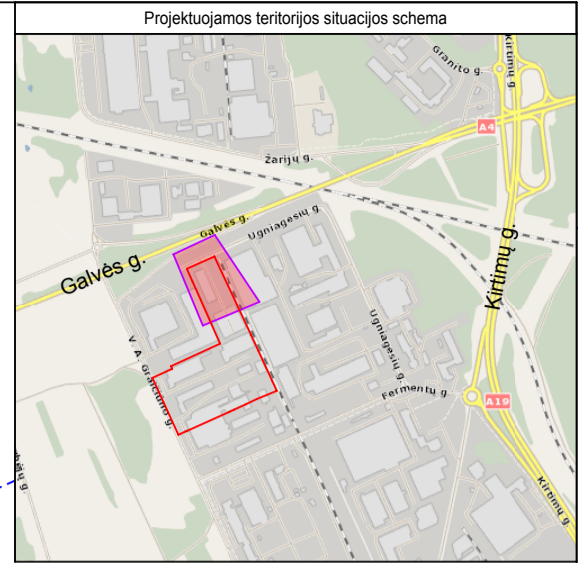 Projektuojamos teritorijos situacijos schema
Granito g.
Kirtimų g.
A4
Žarijų g.
Galvės g.
Ugniagesių g.
Galvės g.
Kirtimų g.
V. A. Graičiūno g.
Ugniagesių g.
Fermentų g.
A19
Kirtimų g.